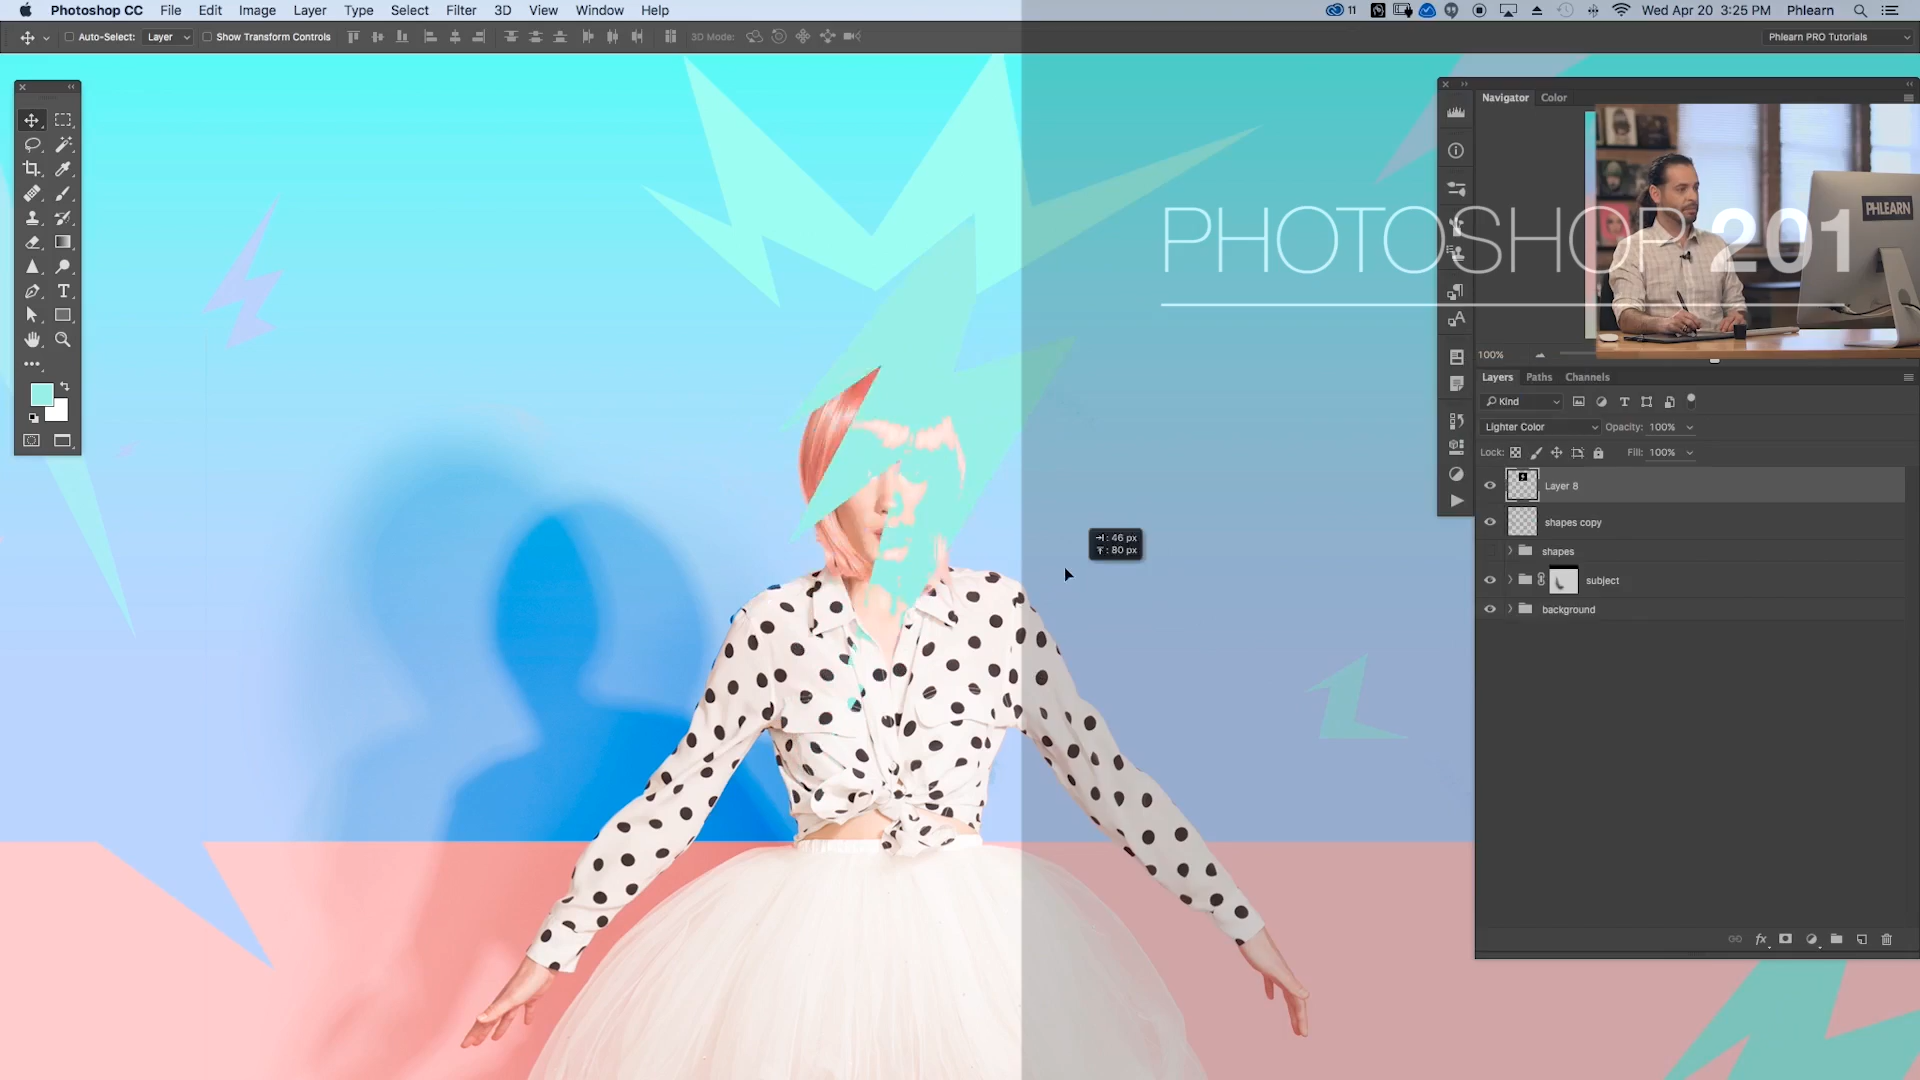 Photoshop CC File Edit Image Layer Type Select Filter 3D View Window Help 11 Wed Apr 20 3:25 PM Phlearn
Auto-Select: Layer Show Transform Controls 3D Mode: Phlearn PRO Tutorials
Navigator Color
PHLEARN
PHOTOSHOP 201
100%
Layers Paths Channels
Kind
Lighter Color Opacity: 100%
Lock: Fill: 100%
Layer 8
shapes copy
shapes
subject
background
: 46 px
: 80 px